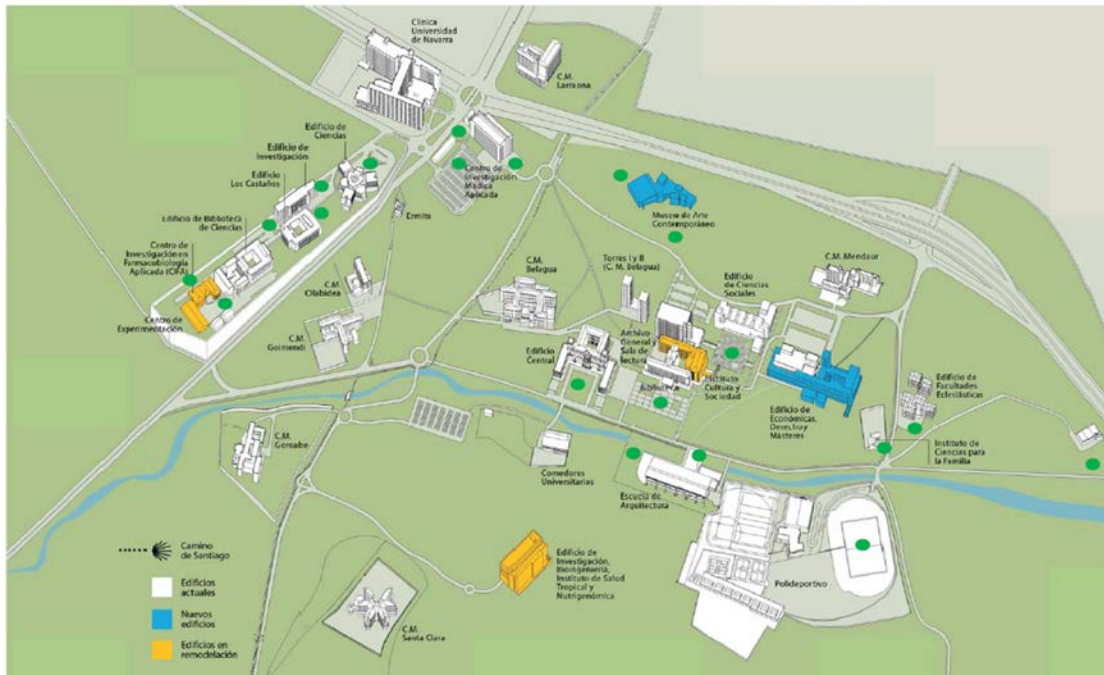 Clínica
Universidad
de Navarra
C.M.
Larraona
Edificio de
Ciencias
Edificio de
Investigación
Edificio
Los Castaños
Edificio de Biblioteca
de Ciencias
Centro de
Investigación en
Farmacobiología
Aplicada (CIFA)
Centro de
Experimentación
Centro de
Investigación
Médica
Aplicada
Ermita
Museo de Arte
Contemporáneo
C.M.
Olabidea
C.M.
Goimendi
C.M.
Belagua
Torres I y II
(C. M. Belagua)
Edificio
de Ciencias
Sociales
C.M. Mendaur
Edificio
Central
Archivo
General y
Sala de
lectura
Biblioteca
Instituto
Cultura y
Sociedad
Edificio de
Económicas,
Derecho y
Másteres
Edificio de
Facultades
Eclesiásticas
Instituto de
Ciencias para
la Familia
C.M.
Goroabe
Comedores
Universitarios
Escuela de
Arquitectura
Polideportivo
Edificio de
Investigación,
Bioingeniería,
Instituto de Salud
Tropical y
Nutrigenómica
C.M.
Santa Clara
Camino
de Santiago
Edificios
actuales
Nuevos
edificios
Edificios en
remodelación